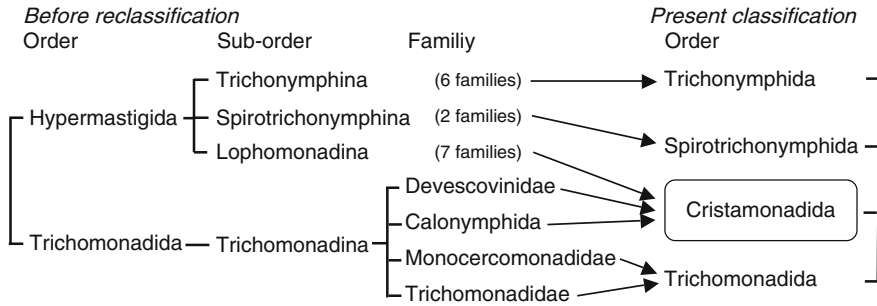 Before reclassification Present classification
Order Sub-order Familiy Order
Trichonymphina (6 families) Trichonymphida
Hypermastigida Spirotrichonymphina (2 families)
Spirotrichonymphida
Lophomonadina (7 families)
Devescovinidae
Cristamonadida
Calonymphida
Trichomonadida Trichomonadina
Monocercomonadidae
Trichomonadida
Trichomonadidae